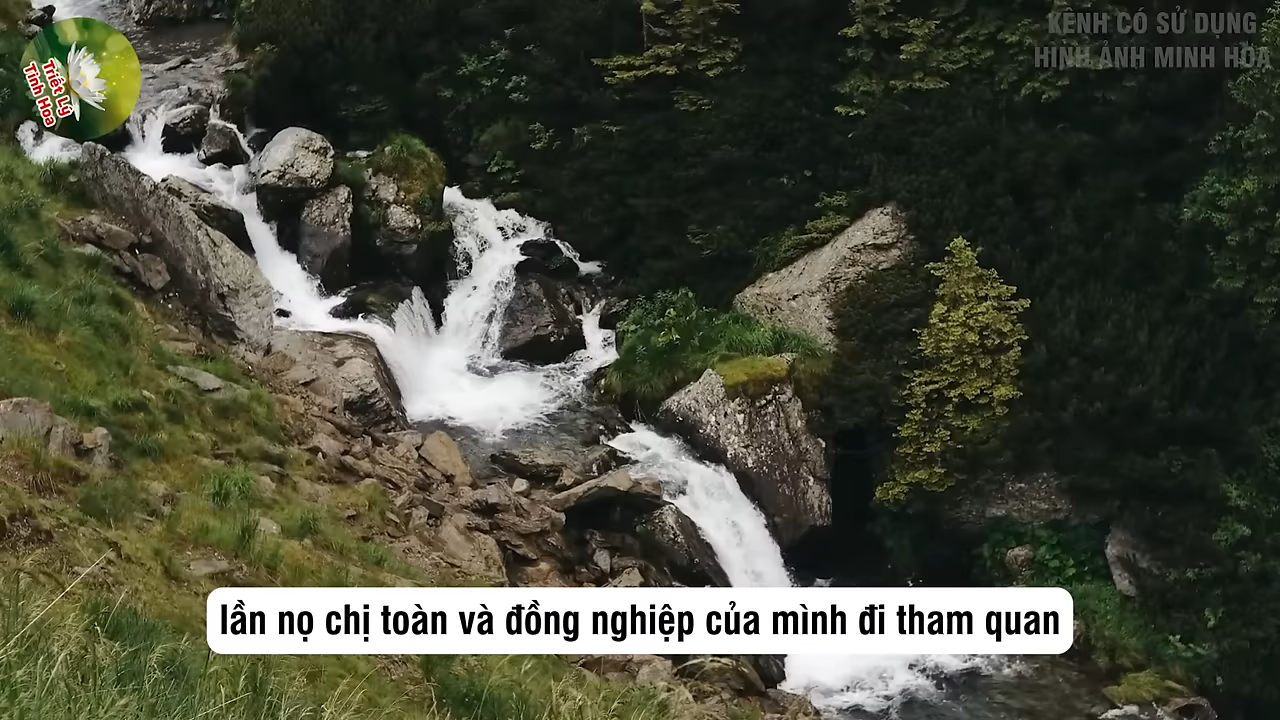 KÊNH CÓ SỬ DỤNG
HÌNH ẢNH MINH HỌA
Triết Lý
Tinh Hoa
lần nọ chị toàn và đồng nghiệp của mình đi tham quan